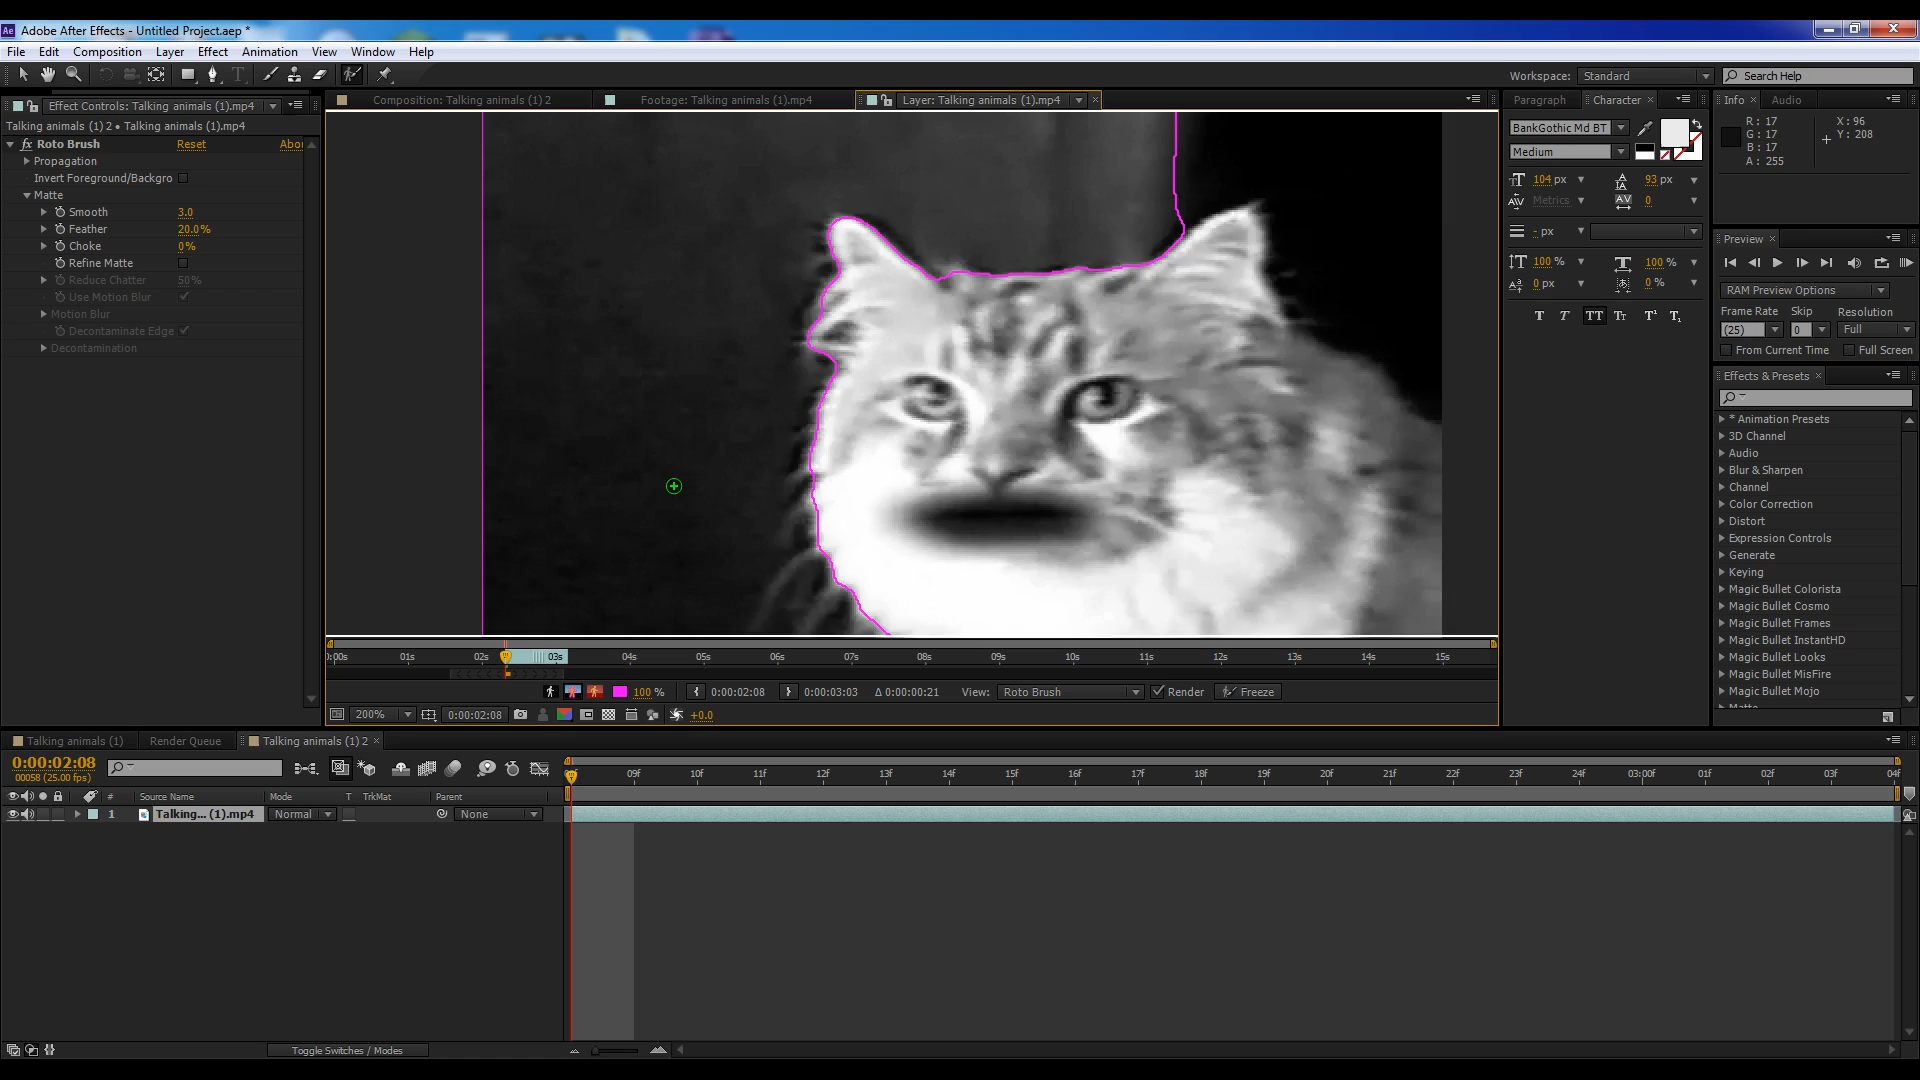 Ae Adobe After Effects - Untitled Project.aep *
File Edit Composition Layer Effect Animation View Window Help
Workspace: Standard Search Help
Effect Controls: Talking animals (1).mp4
Composition: Talking animals (1) 2
Footage: Talking animals (1).mp4
Layer: Talking animals (1).mp4
Paragraph Character
Info Audio
Talking animals (1) 2 • Talking animals (1).mp4
fx Roto Brush Reset Abou
Propagation
Invert Foreground/Backgro
Matte
Smooth 3.0
Feather 20.0%
Choke 0%
Refine Matte
Reduce Chatter 50%
Use Motion Blur
Motion Blur
Decontaminate Edge
Decontamination
BankGothic Md BT
Medium
104 px 93 px
Metrics 0
- px
100 % 100 %
0 px 0 %
T T TT Tт T¹ T₁
R : 17
G : 17
B : 17
A : 255
X : 96
Y : 208
Preview
RAM Preview Options
Frame Rate Skip Resolution
(25) 0 Full
From Current Time Full Screen
Effects & Presets
* Animation Presets
3D Channel
Audio
Blur & Sharpen
Channel
Color Correction
Distort
Expression Controls
Generate
Keying
Magic Bullet Colorista
Magic Bullet Cosmo
Magic Bullet Frames
Magic Bullet InstantHD
Magic Bullet Looks
Magic Bullet MisFire
Magic Bullet Mojo
Matte
0:00s 01s 02s 03s 04s 05s 06s 07s 08s 09s 10s 11s 12s 13s 14s 15s
100 % 0:00:02:08 0:00:03:03 Δ 0:00:00:21 View: Roto Brush Render Freeze
200% 0:00:02:08 +0.0
Talking animals (1) Render Queue Talking animals (1) 2
0:00:02:08
00058 (25.00 fps)
09f 10f 11f 12f 13f 14f 15f 16f 17f 18f 19f 20f 21f 22f 23f 24f 03:00f 01f 02f 03f 04f
# Source Name Mode T TrkMat Parent
1 Talking... (1).mp4 Normal None
Toggle Switches / Modes